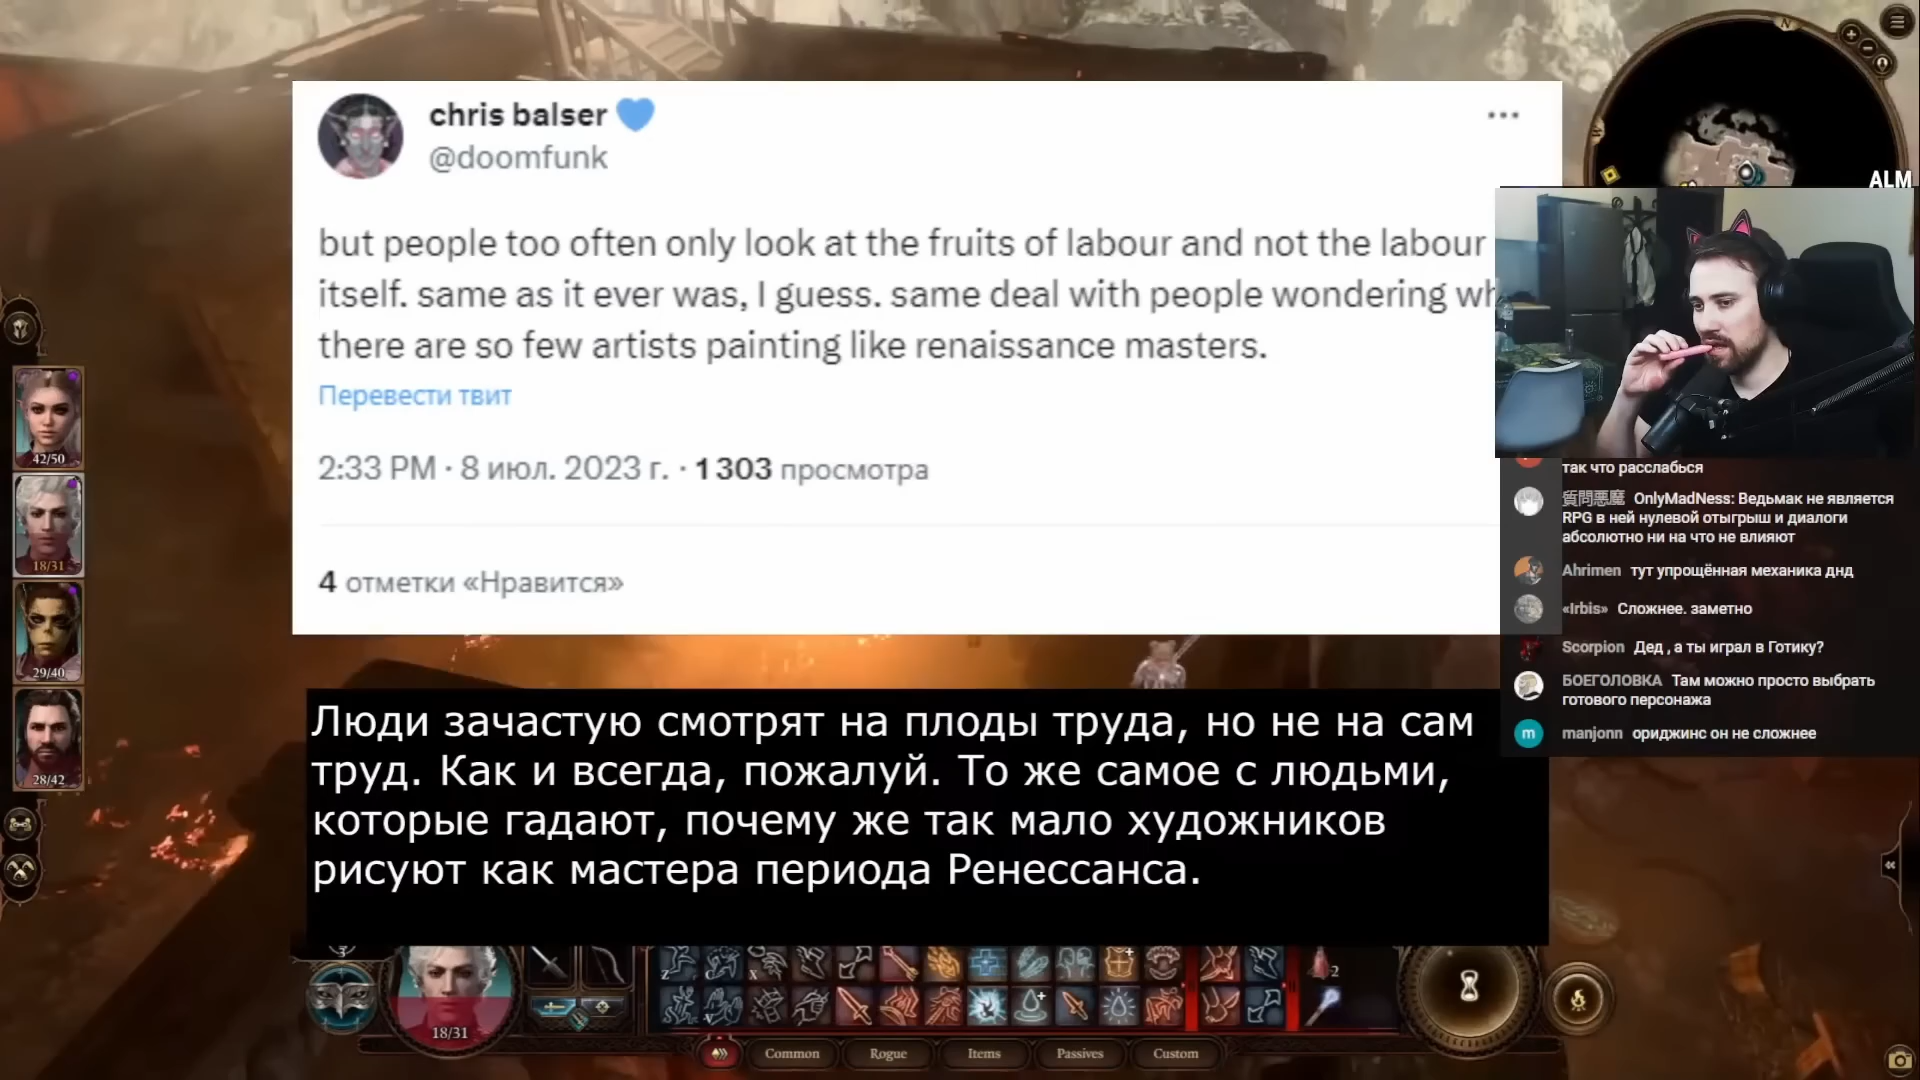 N
chris balser
@doomfunk
ALM
but people too often only look at the fruits of labour and not the labour
itself. same as it ever was, I guess. same deal with people wondering wh
there are so few artists painting like renaissance masters.
Перевести твит
2:33 PM · 8 июл. 2023 г. · 1 303 просмотра
4 отметки «Нравится»
42/50
18/31
29/40
28/42
так что расслабься
質問悪魔 OnlyMadNess: Ведьмак не является
RPG в ней нулевой отыгрыш и диалоги
абсолютно ни на что не влияют
Ahrimen тут упрощённая механика днд
«Irbis» Сложнее. заметно
Scorpion Дед , а ты играл в Готику?
БОЕГОЛОВКА Там можно просто выбрать
готового персонажа
m manjonn ориджинс он не сложнее
Люди зачастую смотрят на плоды труда, но не на сам
труд. Как и всегда, пожалуй. То же самое с людьми,
которые гадают, почему же так мало художников
рисуют как мастера периода Ренессанса.
3
Z C X
2
V
18/31
Common Rogue Items Passives Custom